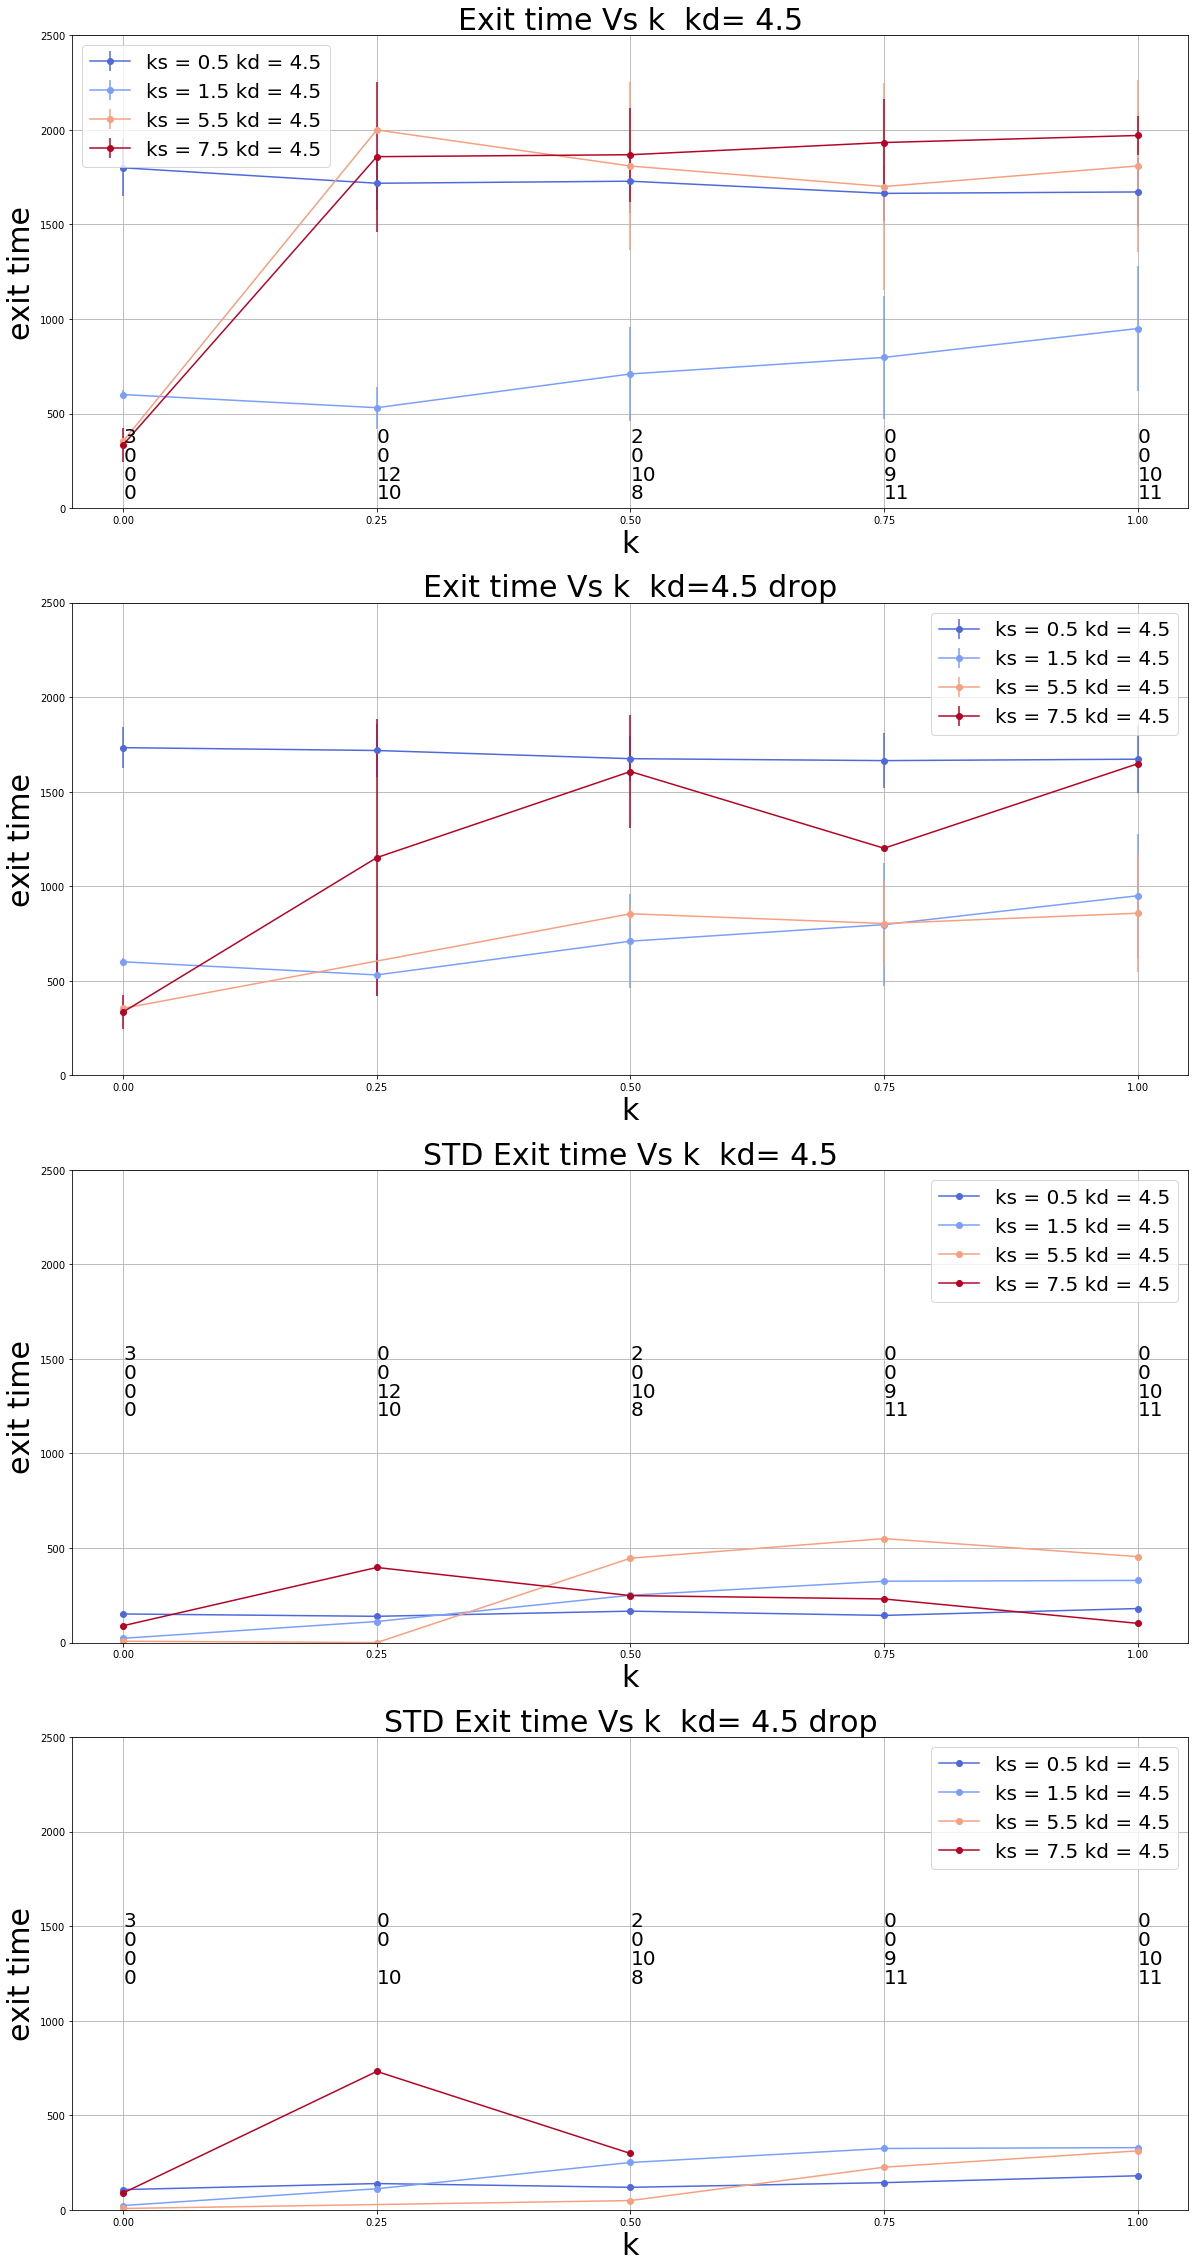 Exit time Vs k  kd= 4.5
2500
2000
1500
1000
500
0
exit time
ks = 0.5 kd = 4.5
ks = 1.5 kd = 4.5
ks = 5.5 kd = 4.5
ks = 7.5 kd = 4.5
3 0 2 0 0
0 0 0 0 0
0 12 10 9 10
0 10 8 11 11
0.00 0.25 0.50 0.75 1.00
k
Exit time Vs k  kd=4.5 drop
2500
2000
1500
1000
500
0
exit time
ks = 0.5 kd = 4.5
ks = 1.5 kd = 4.5
ks = 5.5 kd = 4.5
ks = 7.5 kd = 4.5
0.00 0.25 0.50 0.75 1.00
k
STD Exit time Vs k  kd= 4.5
2500
2000
1500
1000
500
0
exit time
ks = 0.5 kd = 4.5
ks = 1.5 kd = 4.5
ks = 5.5 kd = 4.5
ks = 7.5 kd = 4.5
3 0 2 0 0
0 0 0 0 0
0 12 10 9 10
0 10 8 11 11
0.00 0.25 0.50 0.75 1.00
k
STD Exit time Vs k  kd= 4.5 drop
2500
2000
1500
1000
500
0
exit time
ks = 0.5 kd = 4.5
ks = 1.5 kd = 4.5
ks = 5.5 kd = 4.5
ks = 7.5 kd = 4.5
3 0 2 0 0
0 0 0 0 0
0 10 9 10
0 10 8 11 11
0.00 0.25 0.50 0.75 1.00
k